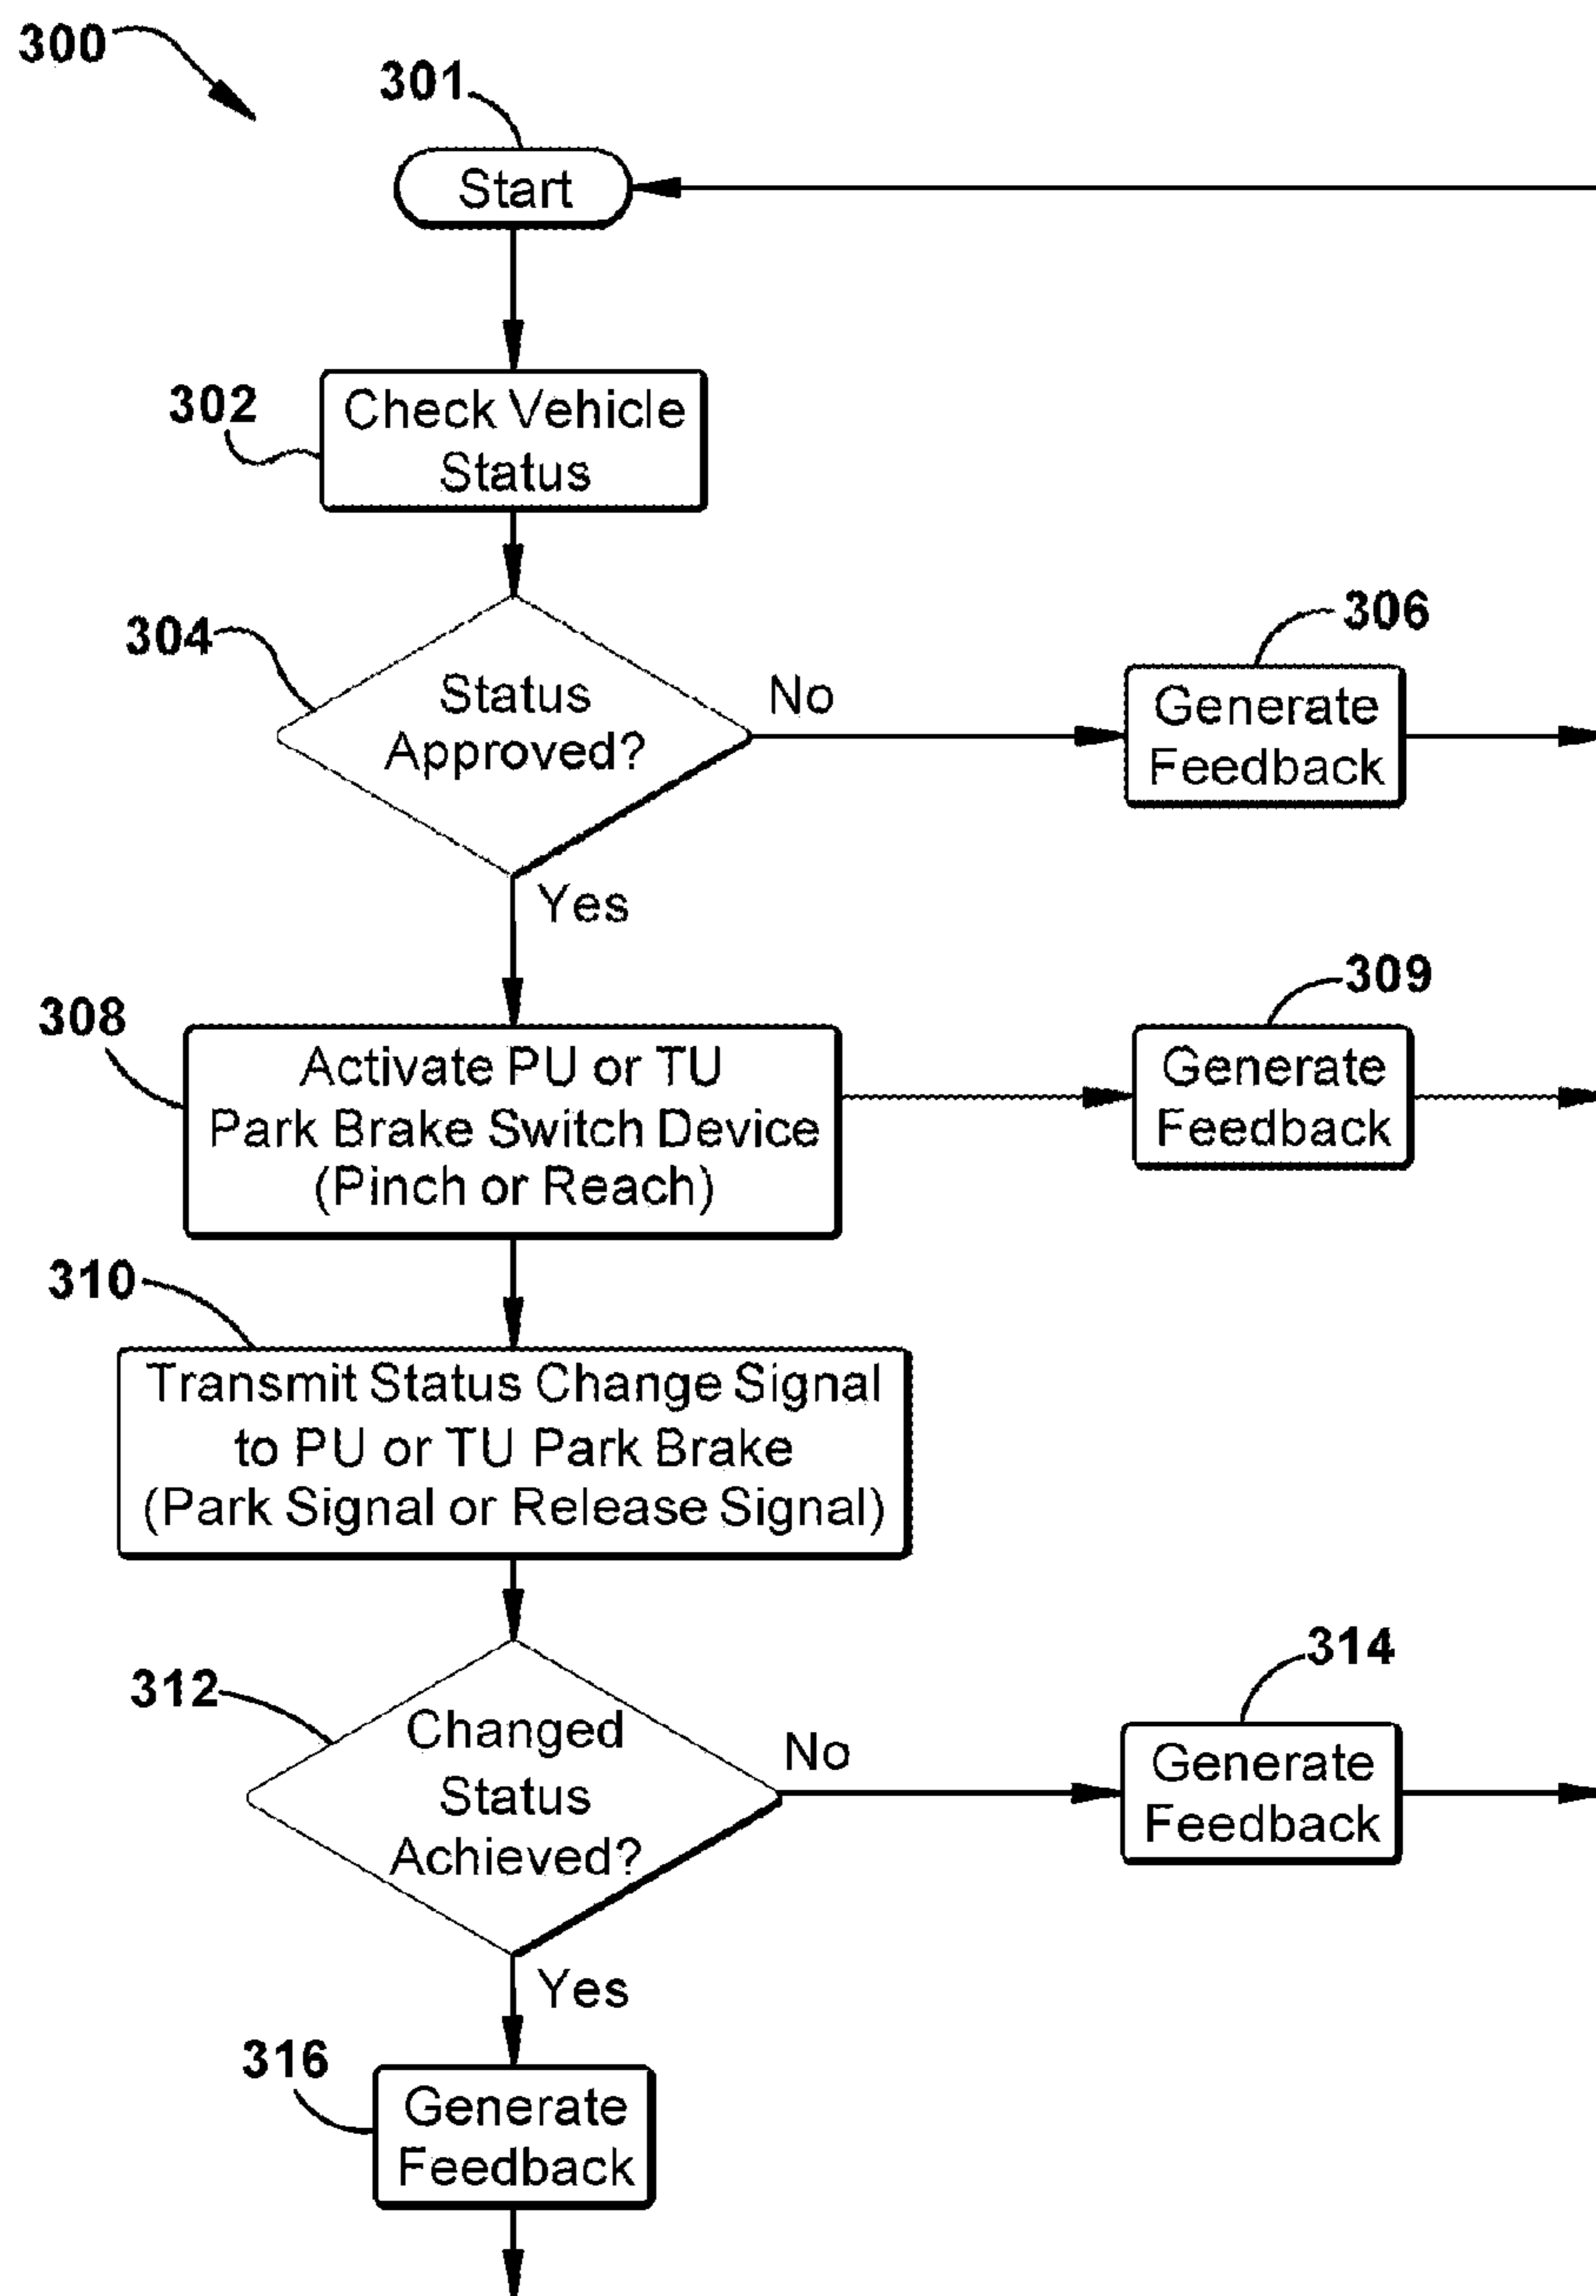 300
301
Start
302
Check Vehicle
Status
304
Status
Approved?
No
306
Generate
Feedback
Yes
308
Activate PU or TU
Park Brake Switch Device
(Pinch or Reach)
309
Generate
Feedback
310
Transmit Status Change Signal
to PU or TU Park Brake
(Park Signal or Release Signal)
312
Changed
Status
Achieved?
No
314
Generate
Feedback
Yes
316
Generate
Feedback